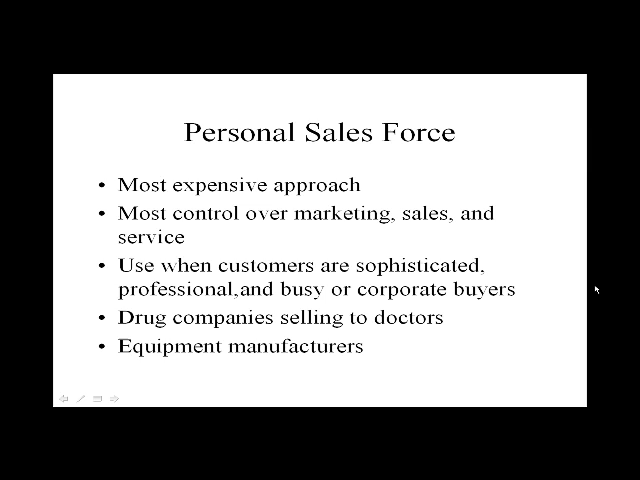 Personal Sales Force
• Most expensive approach
• Most control over marketing, sales, and
service
• Use when customers are sophisticated,
professional,and busy or corporate buyers
• Drug companies selling to doctors
• Equipment manufacturers